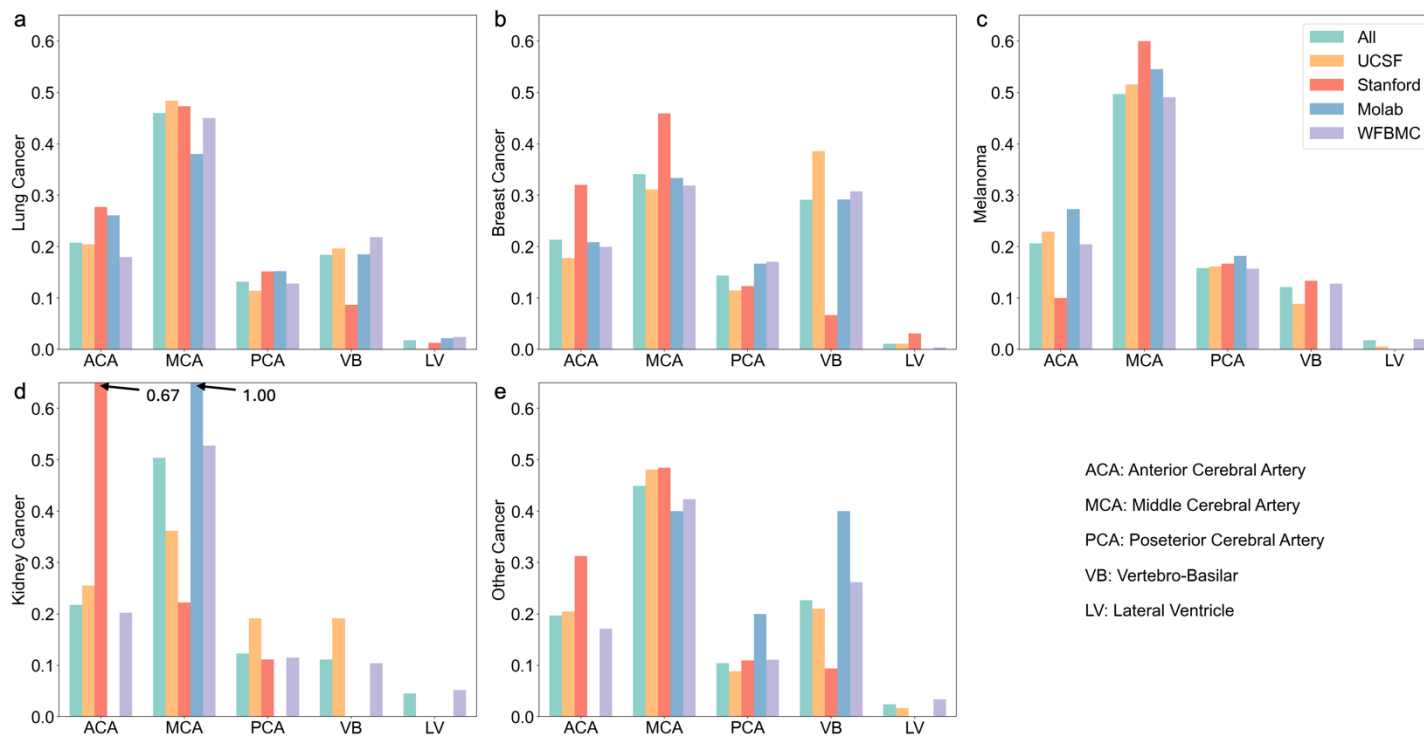 a
0.6
0.5
0.4
0.3
0.2
0.1
0.0
Lung Cancer
ACA MCA PCA VB LV
b
0.6
0.5
0.4
0.3
0.2
0.1
0.0
Breast Cancer
ACA MCA PCA VB LV
c
0.6
0.5
0.4
0.3
0.2
0.1
0.0
Melanoma
ACA MCA PCA VB LV
All
UCSF
Stanford
Molab
WFBMC
d
0.6
0.5
0.4
0.3
0.2
0.1
0.0
Kidney Cancer
0.67 1.00
ACA MCA PCA VB LV
e
0.6
0.5
0.4
0.3
0.2
0.1
0.0
Other Cancer
ACA MCA PCA VB LV
ACA: Anterior Cerebral Artery
MCA: Middle Cerebral Artery
PCA: Poseterior Cerebral Artery
VB: Vertebro-Basilar
LV: Lateral Ventricle